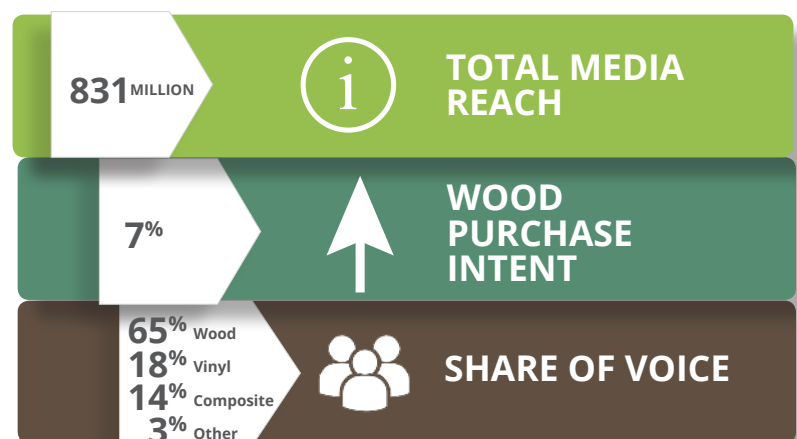 831 MILLION
TOTAL MEDIA
REACH
7%
WOOD
PURCHASE
INTENT
65% Wood
18% Vinyl
14% Composite
3% Other
SHARE OF VOICE